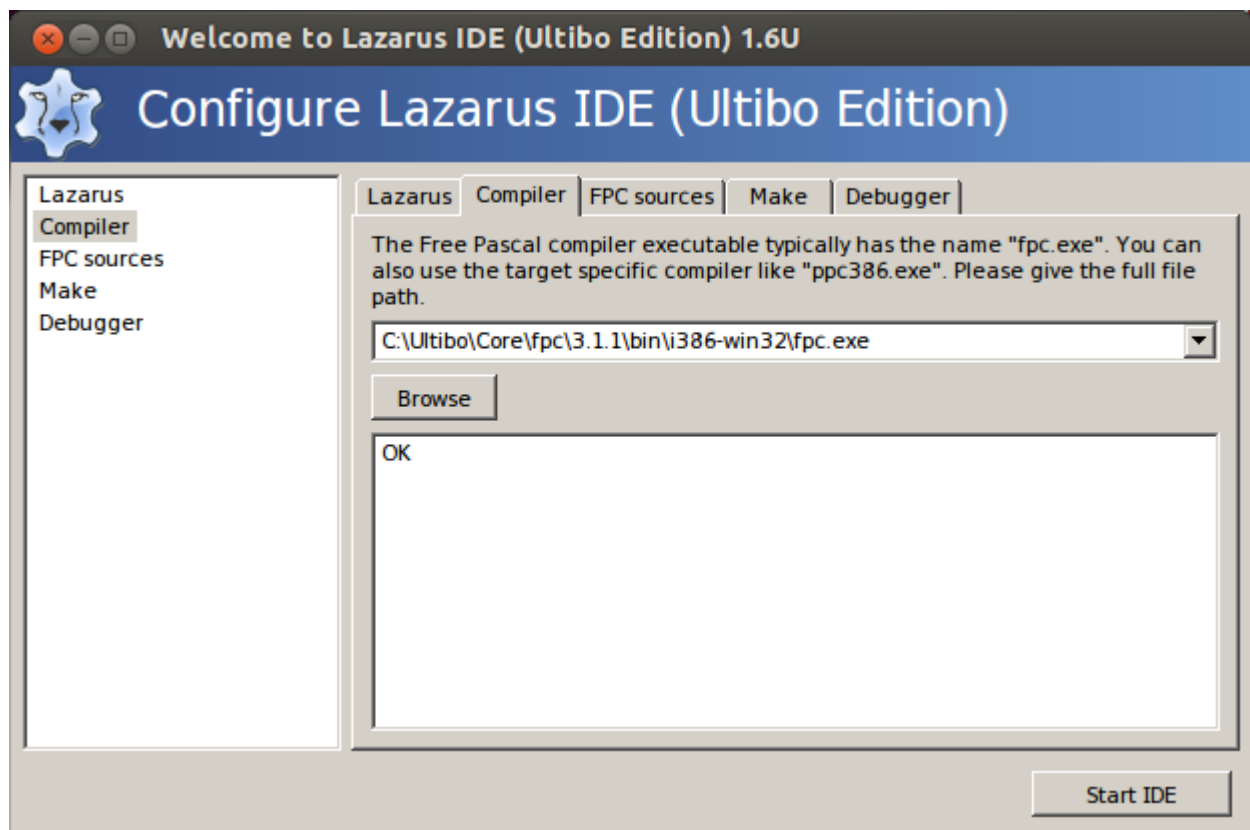 Welcome to Lazarus IDE (Ultibo Edition) 1.6U
Configure Lazarus IDE (Ultibo Edition)
Lazarus
Compiler
FPC sources
Make
Debugger
Lazarus Compiler FPC sources Make Debugger
The Free Pascal compiler executable typically has the name "fpc.exe". You can
also use the target specific compiler like "ppc386.exe". Please give the full file
path.
C:\Ultibo\Core\fpc\3.1.1\bin\i386-win32\fpc.exe
Browse
OK
Start IDE